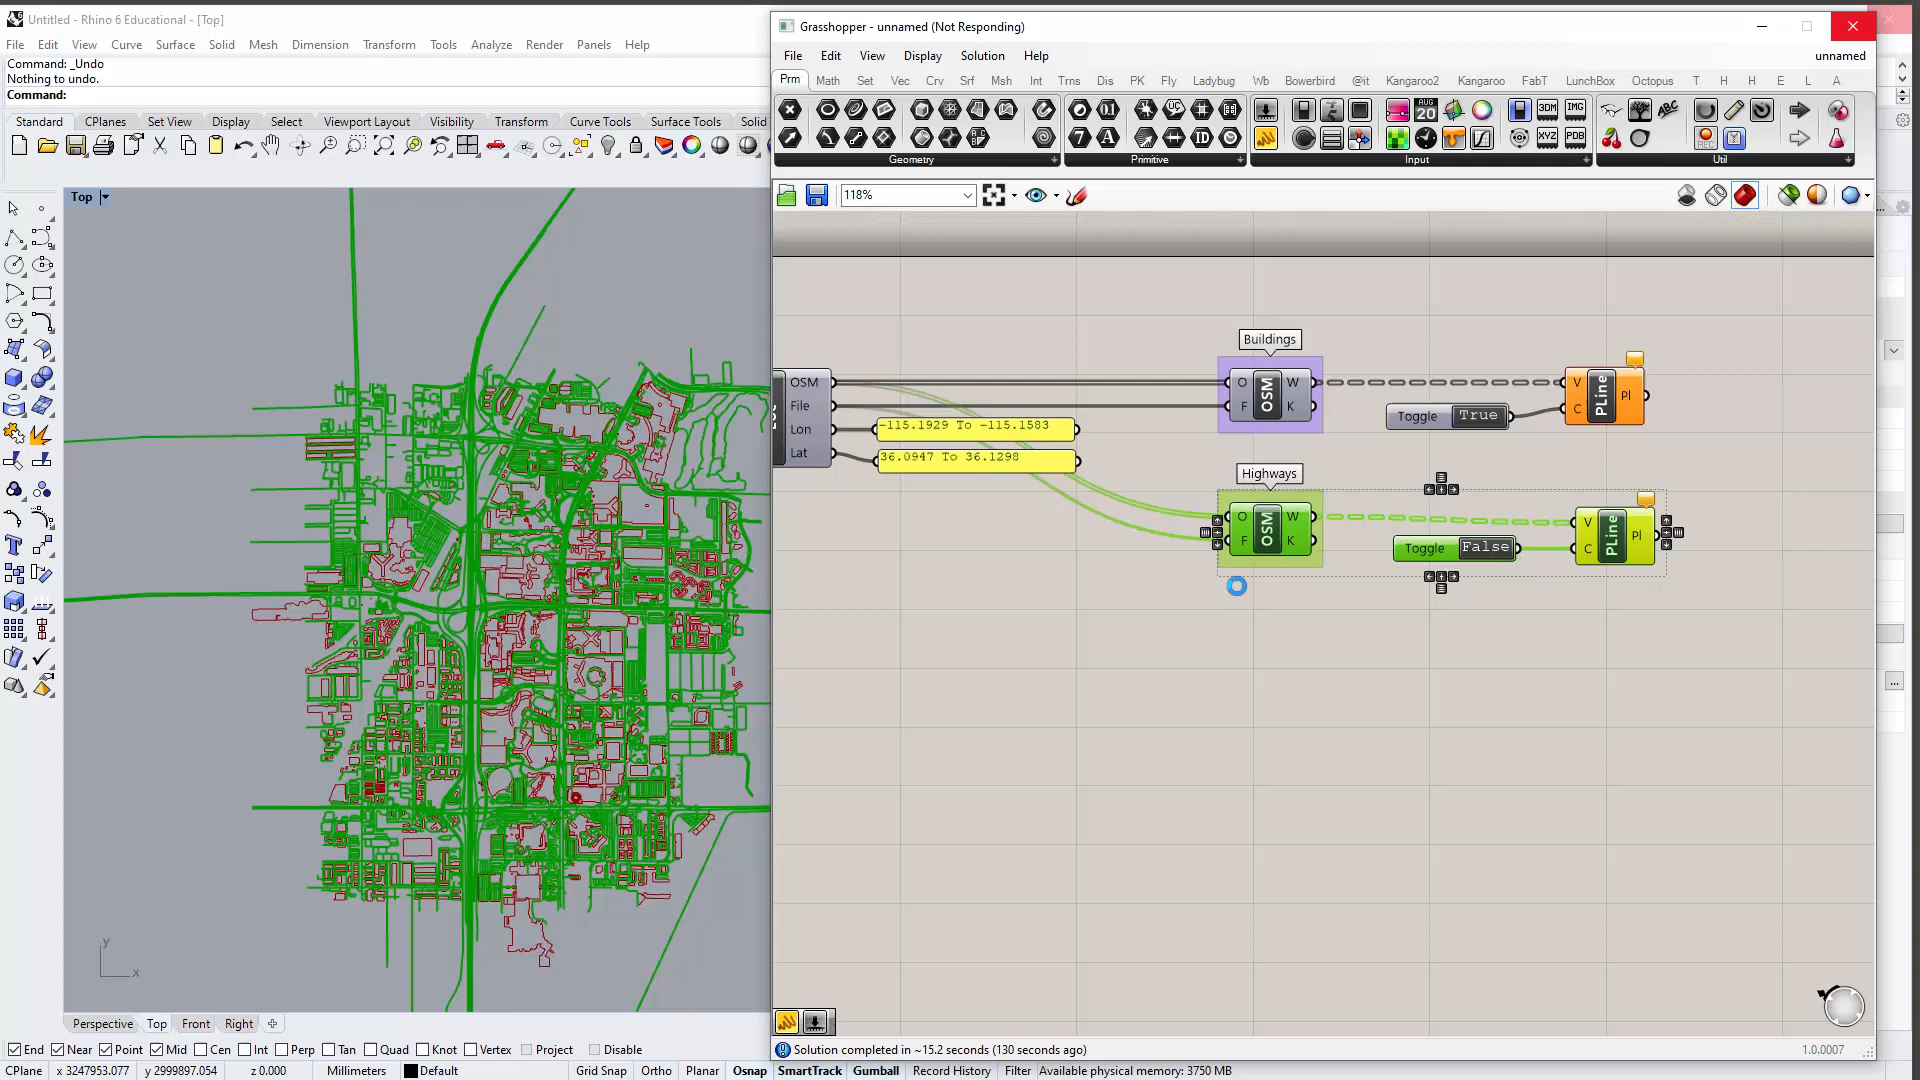 Untitled - Rhino 6 Educational - [Top]
File Edit View Curve Surface Solid Mesh Dimension Transform Tools Analyze Render Panels Help
Command: _Undo
Nothing to undo.
Command:
Standard CPlanes Set View Display Select Viewport Layout Visibility Transform Curve Tools Surface Tools Solid
Top
y
x
Perspective Top Front Right
End Near Point Mid Cen Int Perp Tan Quad Knot Vertex Project Disable
CPlane x 3247953.077 y 2999897.054 z 0.000 Millimeters Default Grid Snap Ortho Planar Osnap SmartTrack Gumball Record History Filter Available physical memory: 3750 MB
Grasshopper - unnamed (Not Responding)
File Edit View Display Solution Help unnamed
Prm Math Set Vec Crv Srf Msh Int Trns Dis PK Fly Ladybug Wb Bowerbird @it Kangaroo2 Kangaroo FabT LunchBox Octopus T H H E L A
Geometry Primitive Input Util
118%
Buildings
OSM
File
Lon
Lat
-115.1929 To -115.1583
36.0947 To 36.1298
O OSM W
F K
Toggle True
V PLine Pl
C
Highways
O OSM W
F K
Toggle False
V PLine Pl
C
Solution completed in ~15.2 seconds (130 seconds ago)
1.0.0007